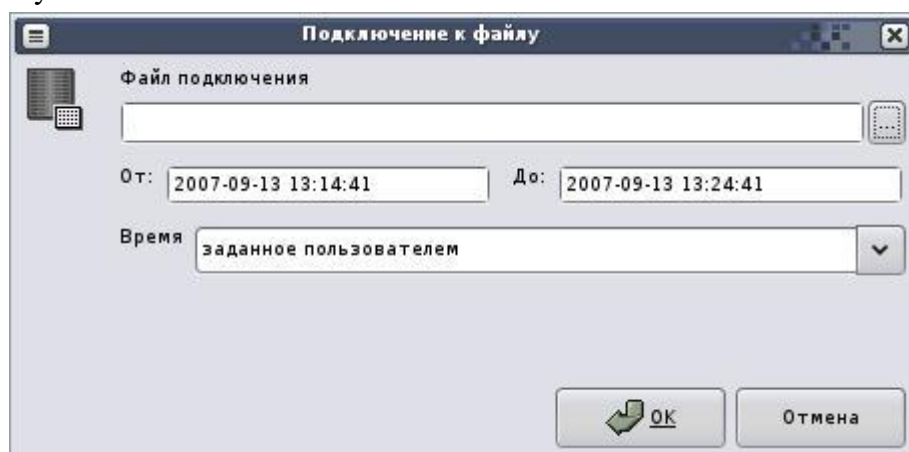 Подключение к файлу
Файл подключения
...
От: 2007-09-13 13:14:41 До: 2007-09-13 13:24:41
Время заданное пользователем
OK Отмена